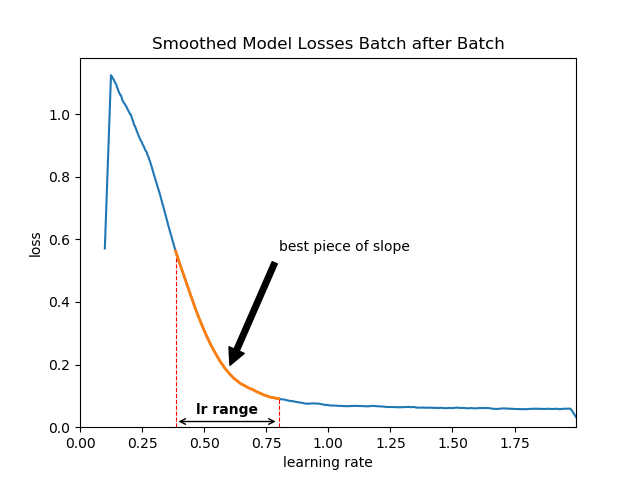 Smoothed Model Losses Batch after Batch
1.0
0.8
0.6
0.4
0.2
0.0
loss
best piece of slope
lr range
0.00 0.25 0.50 0.75 1.00 1.25 1.50 1.75
learning rate